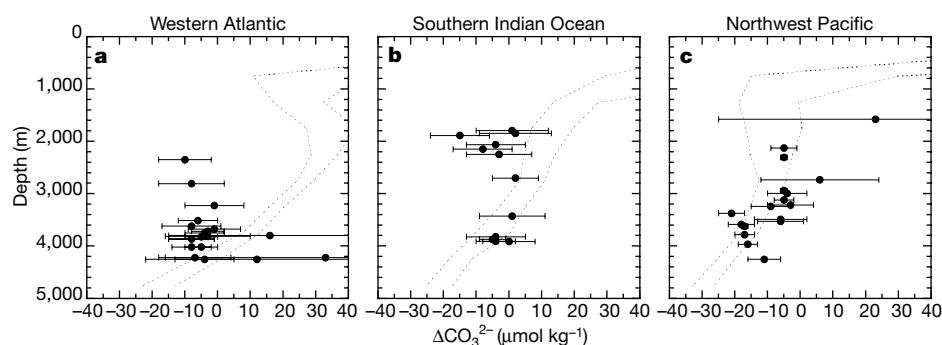 Western Atlantic Southern Indian Ocean Northwest Pacific
a b c
0
1,000
2,000
3,000
4,000
5,000
Depth (m)
−40 −30 −20 −10 0 10 20 30 40 −30 −20 −10 0 10 20 30 40 −30 −20 −10 0 10 20 30 40
ΔCO₃²⁻ (μmol kg⁻¹)